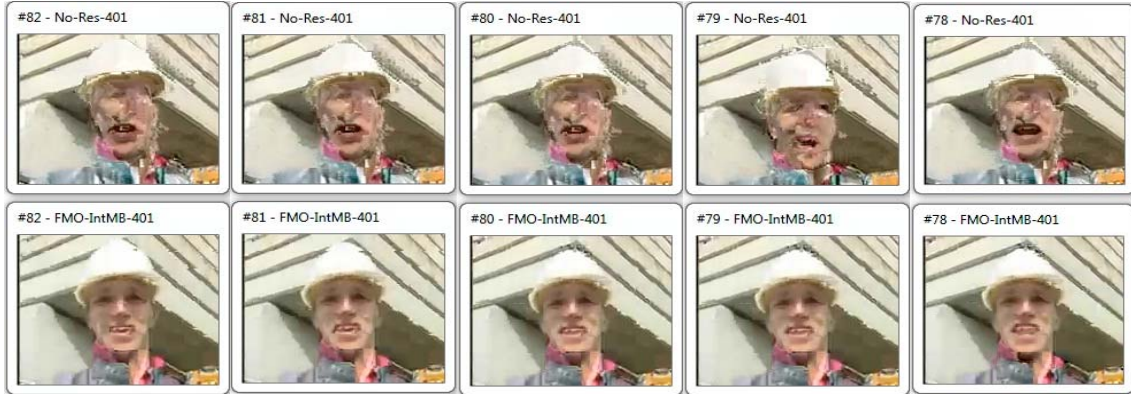 #82 - No-Res-401
#81 - No-Res-401
#80 - No-Res-401
#79 - No-Res-401
#78 - No-Res-401
#82 - FMO-IntMB-401
#81 - FMO-IntMB-401
#80 - FMO-IntMB-401
#79 - FMO-IntMB-401
#78 - FMO-IntMB-401